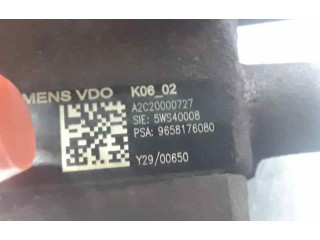 MENS VDO K06_02
A2C20000727
SIE: 5WS40008
PSA: 9658176080
Y29/00650